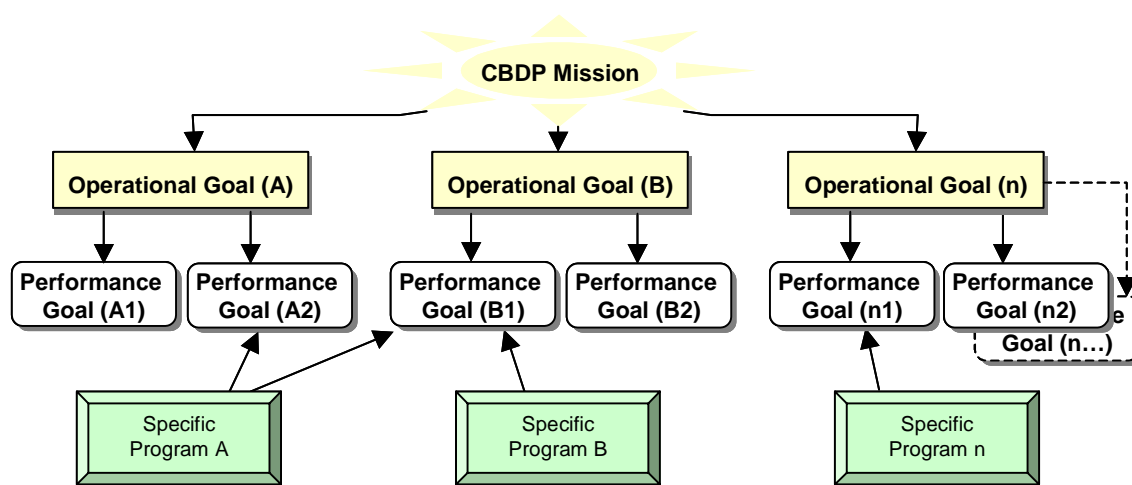 CBDP Mission
Operational Goal (A)
Operational Goal (B)
Operational Goal (n)
Performance
Goal (A1)
Performance
Goal (A2)
Performance
Goal (B1)
Performance
Goal (B2)
Performance
Goal (n1)
Performance
Goal (n2)
e
Goal (n…)
Specific
Program A
Specific
Program B
Specific
Program n